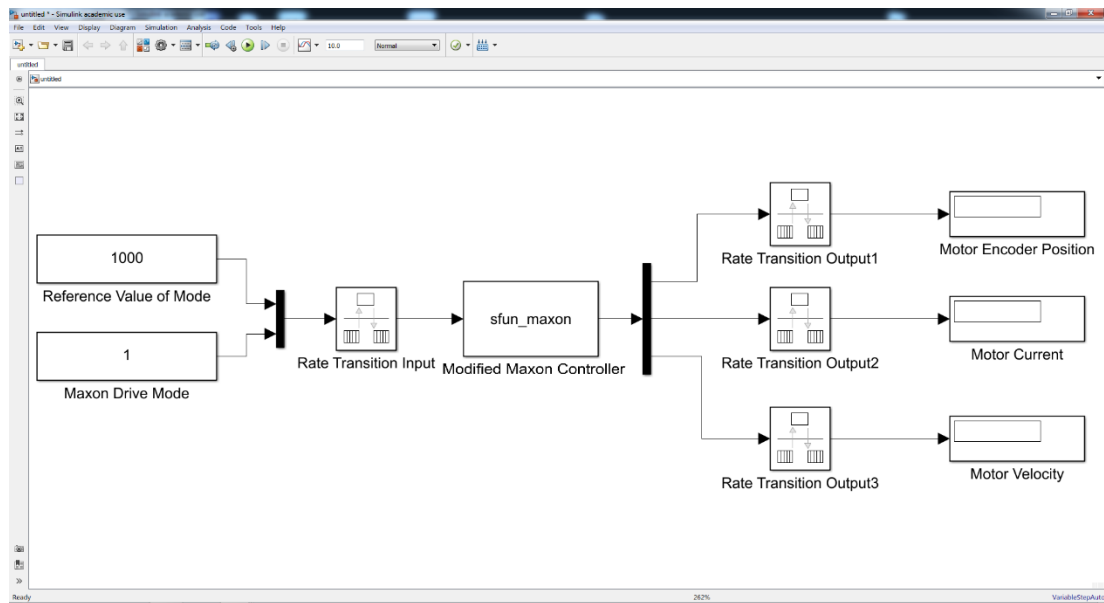 untitled * - Simulink academic use
File Edit View Display Diagram Simulation Analysis Code Tools Help
10.0 Normal
untitled
untitled
1000
Reference Value of Mode
1
Maxon Drive Mode
Rate Transition Input
sfun_maxon
Modified Maxon Controller
Rate Transition Output1
Motor Encoder Position
Rate Transition Output2
Motor Current
Rate Transition Output3
Motor Velocity
Ready 262% VariableStepAuto